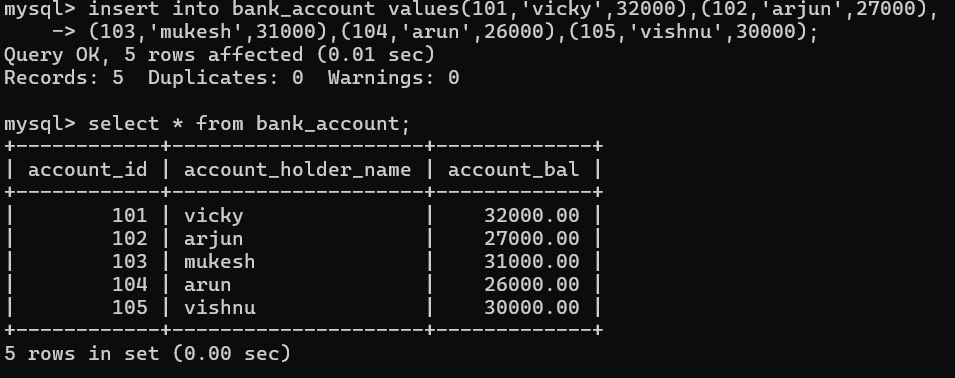 mysql> insert into bank_account values(101,'vicky',32000),(102,'arjun',27000),
    -> (103,'mukesh',31000),(104,'arun',26000),(105,'vishnu',30000);
Query OK, 5 rows affected (0.01 sec)
Records: 5  Duplicates: 0  Warnings: 0

mysql> select * from bank_account;
+------------+---------------------+-------------+
| account_id | account_holder_name | account_bal |
+------------+---------------------+-------------+
|        101 | vicky               |    32000.00 |
|        102 | arjun               |    27000.00 |
|        103 | mukesh              |    31000.00 |
|        104 | arun                |    26000.00 |
|        105 | vishnu              |    30000.00 |
+------------+---------------------+-------------+
5 rows in set (0.00 sec)